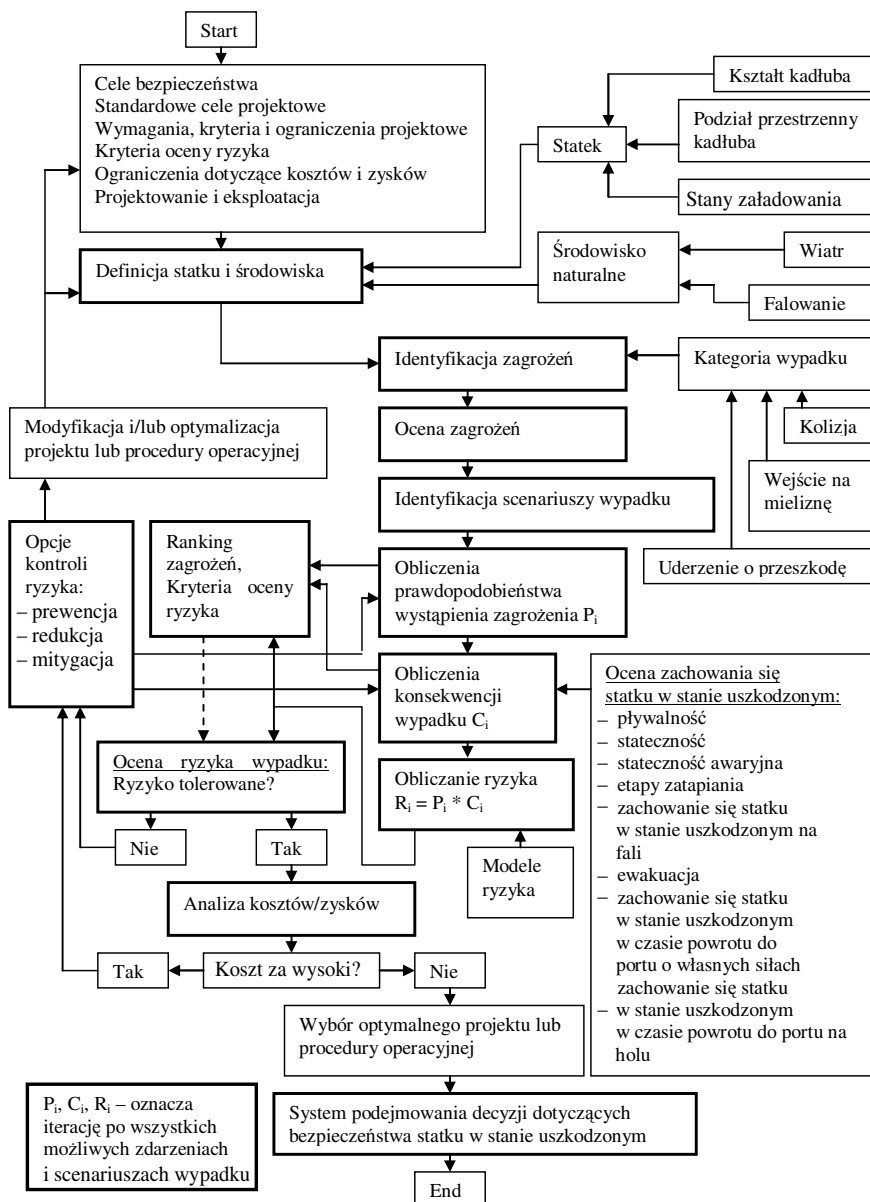 Start
Cele bezpieczeństwa
Standardowe cele projektowe
Wymagania, kryteria i ograniczenia projektowe
Kryteria oceny ryzyka
Ograniczenia dotyczące kosztów i zysków
Projektowanie i eksploatacja
Kształt kadłuba
Podział przestrzenny
kadłuba
Statek
Stany załadowania
Definicja statku i środowiska
Środowisko
naturalne
Wiatr
Falowanie
Identyfikacja zagrożeń
Kategoria wypadku
Kolizja
Wejście na
mieliznę
Uderzenie o przeszkodę
Modyfikacja i/lub optymalizacja
projektu lub procedury operacyjnej
Ocena zagrożeń
Identyfikacja scenariuszy wypadku
Opcje
kontroli
ryzyka:
– prewencja
– redukcja
– mitygacja
Ranking
zagrożeń,
Kryteria oceny
ryzyka
Obliczenia
prawdopodobieństwa
wystąpienia zagrożenia Pi
Obliczenia
konsekwencji
wypadku Ci
Ocena zachowania się
statku w stanie uszkodzonym:
– pływalność
– stateczność
– stateczność awaryjna
– etapy zatapiania
– zachowanie się statku
w stanie uszkodzonym na
fali
– ewakuacja
– zachowanie się statku
w stanie uszkodzonym
w czasie powrotu do
portu o własnych siłach
zachowanie się statku
– w stanie uszkodzonym
w czasie powrotu do portu na
holu
Ocena ryzyka wypadku:
Ryzyko tolerowane?
Obliczanie ryzyka
Ri = Pi * Ci
Nie
Tak
Modele
ryzyka
Analiza kosztów/zysków
Tak
Koszt za wysoki?
Nie
Wybór optymalnego projektu lub
procedury operacyjnej
Pi, Ci, Ri – oznacza
iterację po wszystkich
możliwych zdarzeniach
i scenariuszach wypadku
System podejmowania decyzji dotyczących
bezpieczeństwa statku w stanie uszkodzonym
End